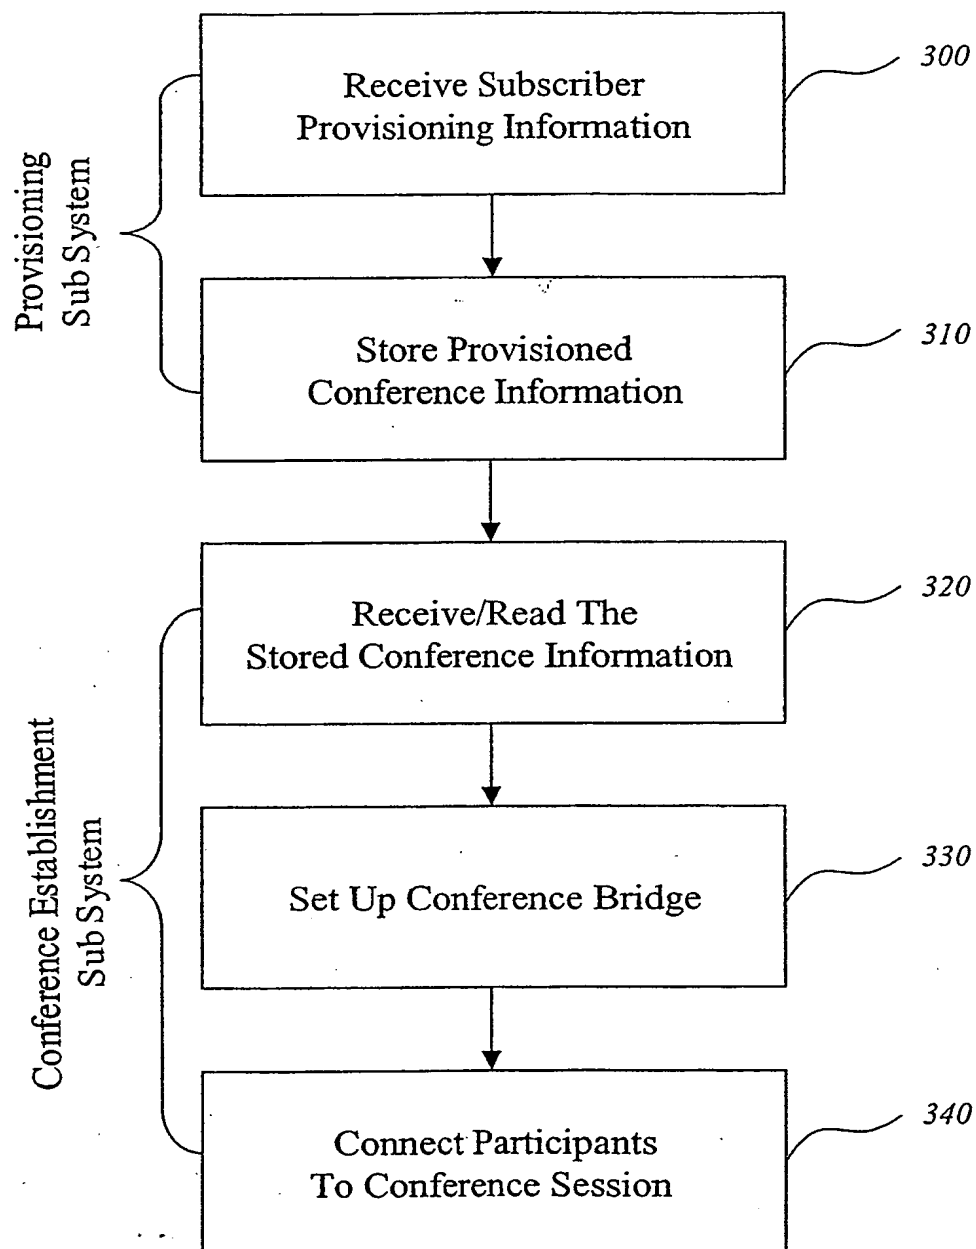 300
Receive Subscriber
Provisioning Information
Provisioning
Sub System
310
Store Provisioned
Conference Information
320
Receive/Read The
Stored Conference Information
Conference Establishment
Sub System
330
Set Up Conference Bridge
340
Connect Participants
To Conference Session